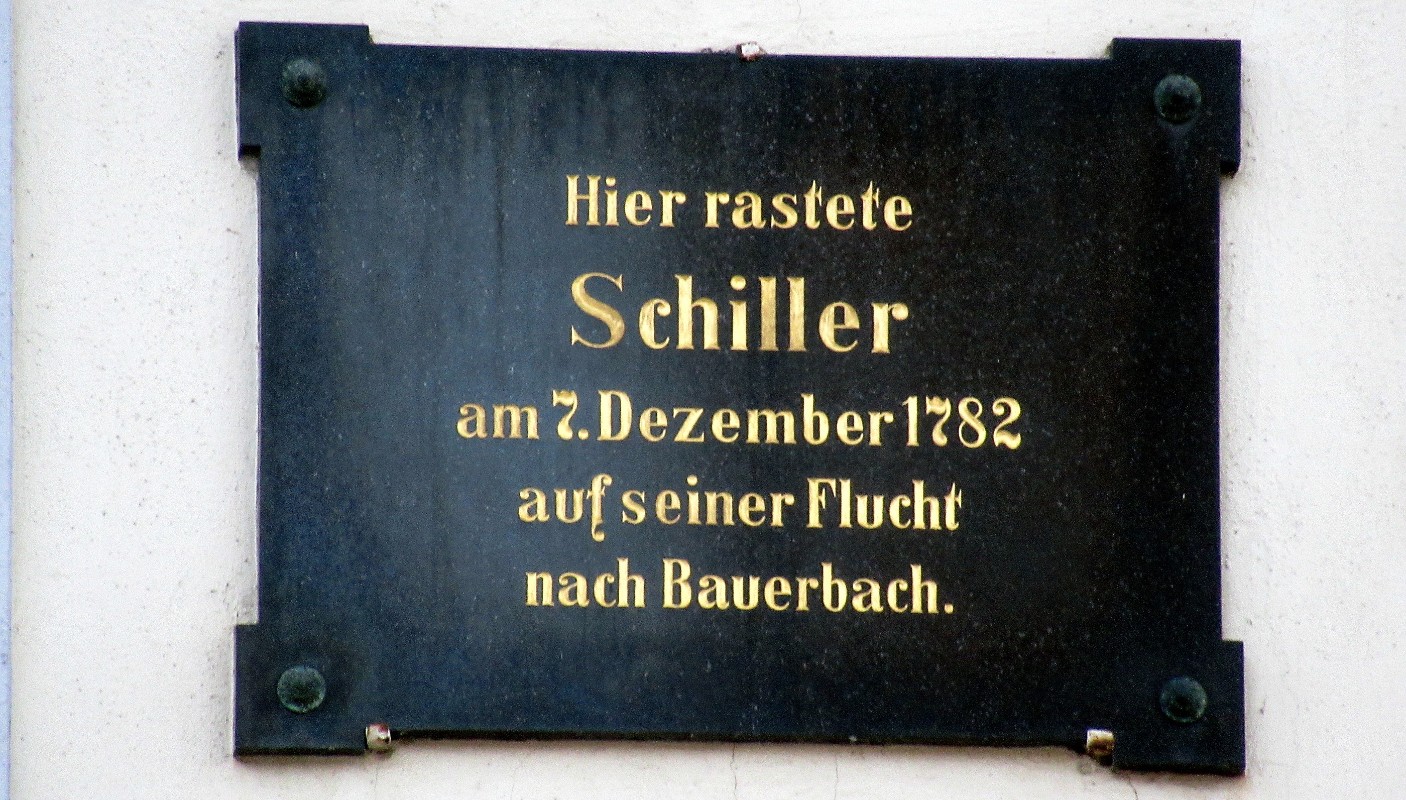 Hier rastete
Schiller
am 7. Dezember 1782
auf seiner Flucht
nach Bauerbach.